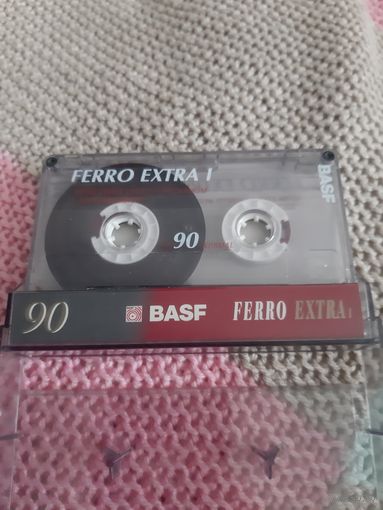 FERRO EXTRA I
90
BASF
90 BASF FERRO EXTRA I